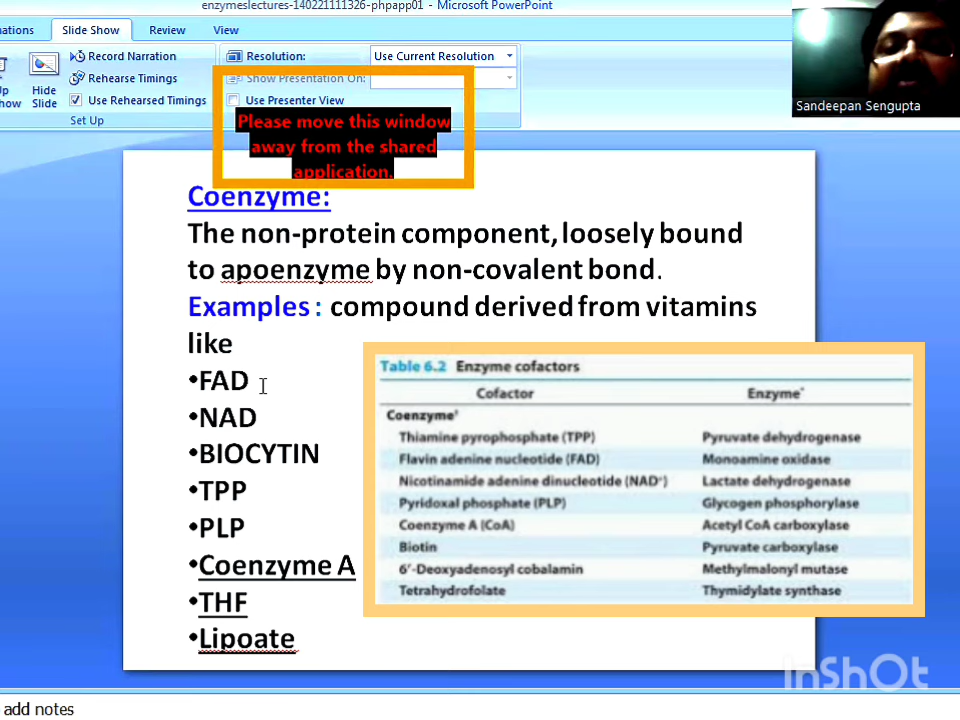 enzymeslectures-140221111326-phpapp01 - Microsoft PowerPoint
nations Slide Show Review View
Record Narration
Rehearse Timings
Use Rehearsed Timings
Up
Show
Hide
Slide
Set Up
Resolution: Use Current Resolution
Show Presentation On:
Use Presenter View
Please move this window
away from the shared
application.
Sandeepan Sengupta
Coenzyme:
The non-protein component, loosely bound
to apoenzyme by non-covalent bond.
Examples : compound derived from vitamins
like
•FAD
•NAD
•BIOCYTIN
•TPP
•PLP
•Coenzyme A
•THF
•Lipoate
Table 6.2 Enzyme cofactors
Cofactor Enzyme*
Coenzyme†
Thiamine pyrophosphate (TPP) Pyruvate dehydrogenase
Flavin adenine nucleotide (FAD) Monoamine oxidase
Nicotinamide adenine dinucleotide (NAD⁺) Lactate dehydrogenase
Pyridoxal phosphate (PLP) Glycogen phosphorylase
Coenzyme A (CoA) Acetyl CoA carboxylase
Biotin Pyruvate carboxylase
6′-Deoxyadenosyl cobalamin Methylmalonyl mutase
Tetrahydrofolate Thymidylate synthase
InShOt
add notes